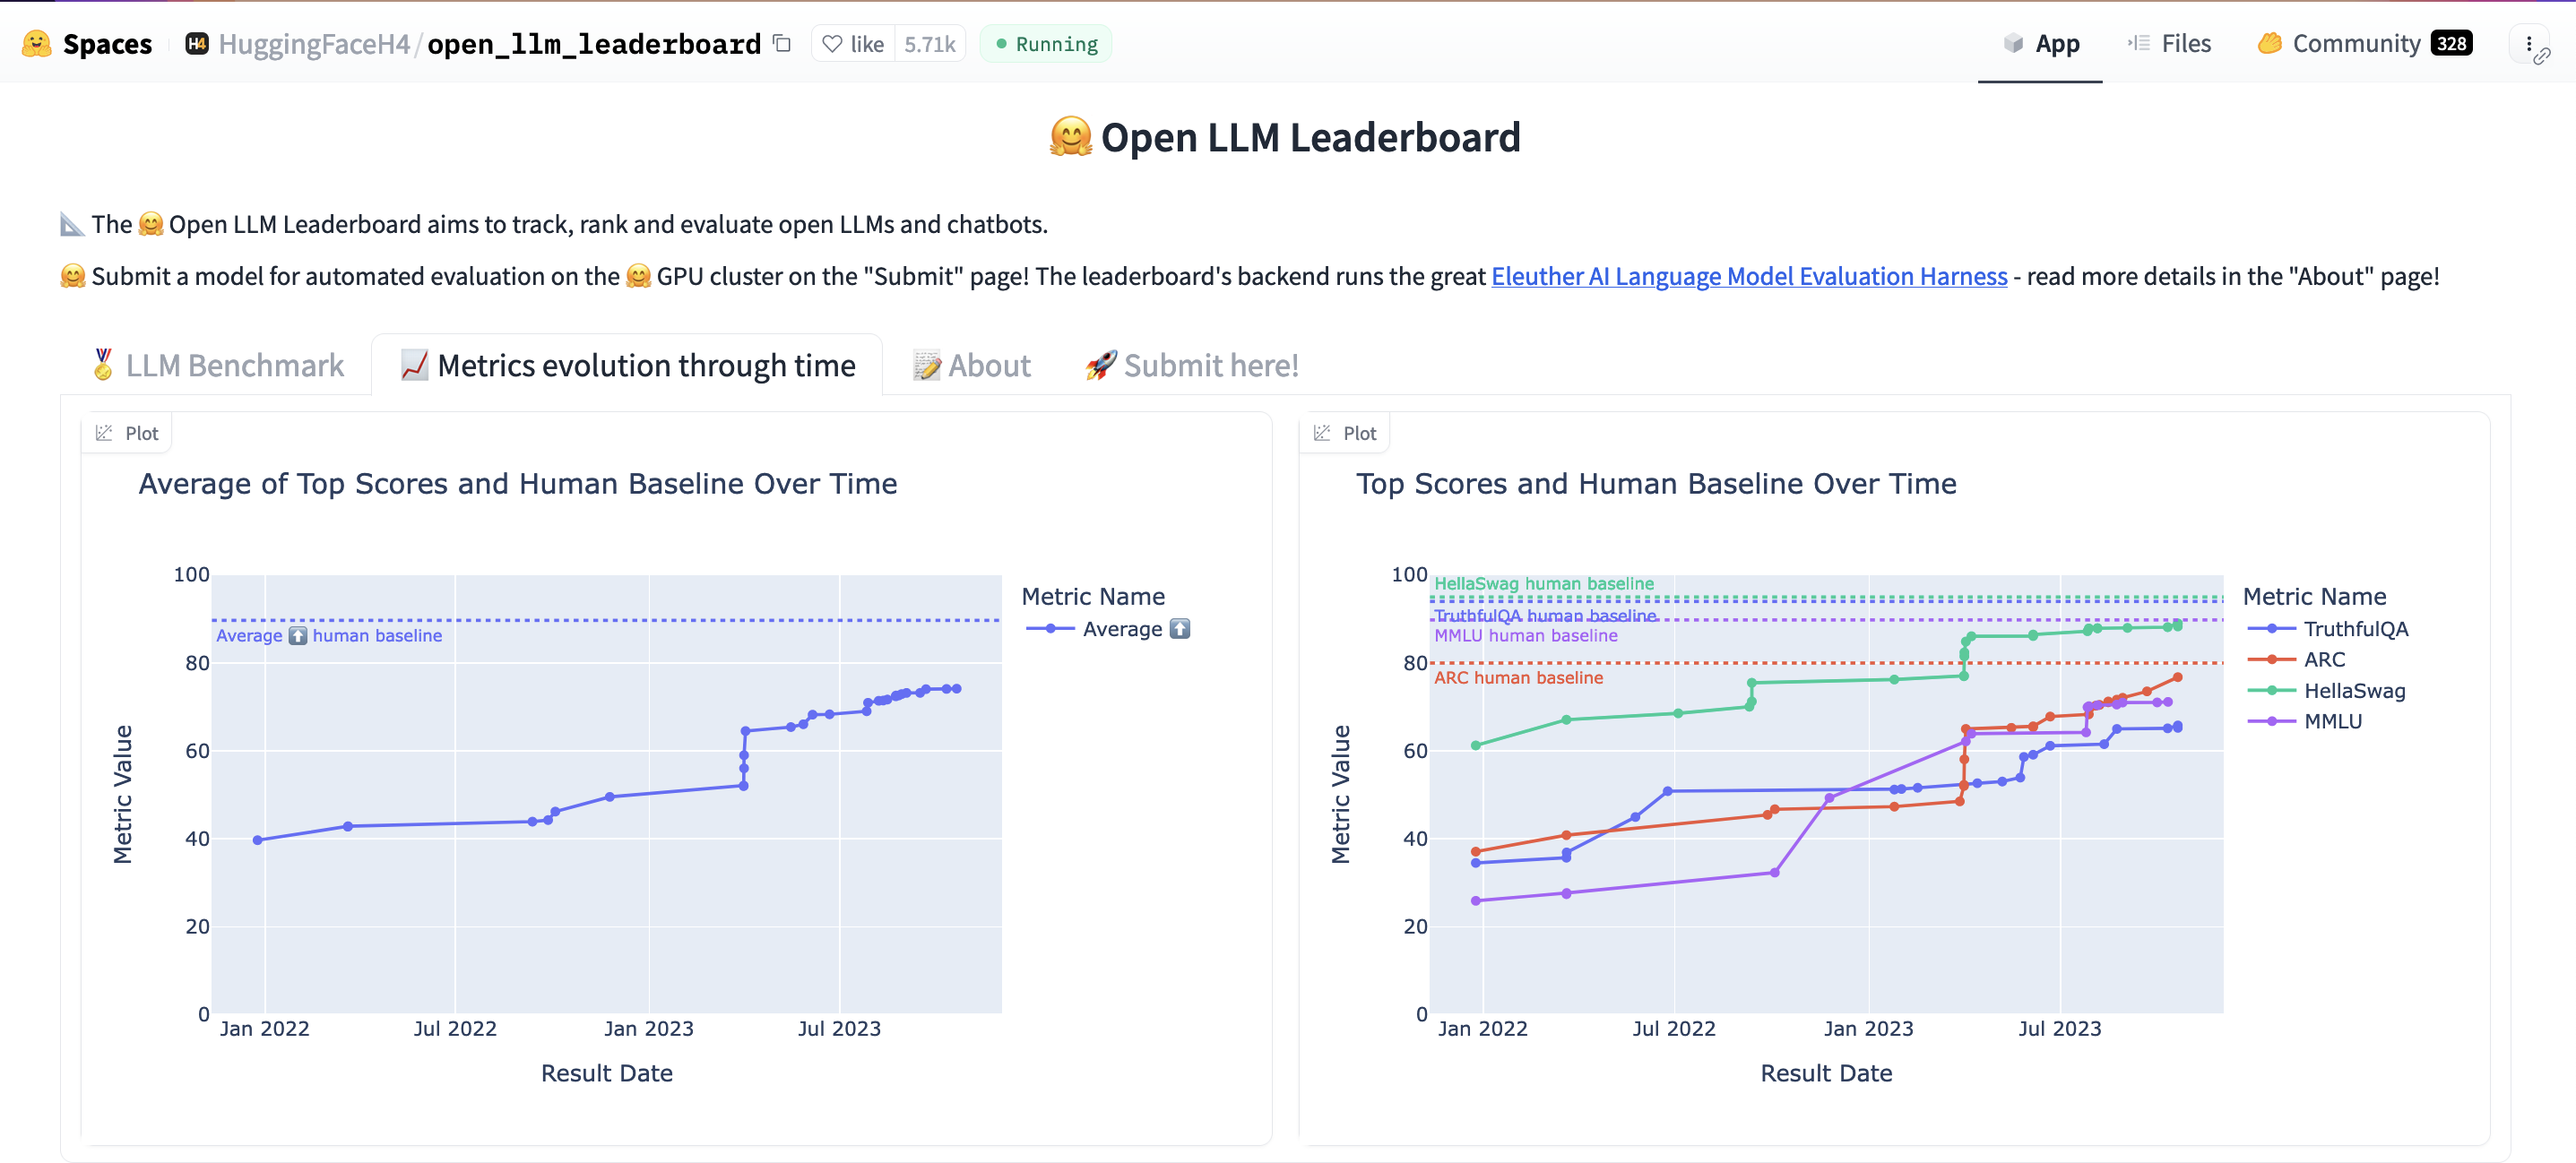 Spaces HuggingFaceH4/open_llm_leaderboard like 5.71k Running App Files Community 328
Open LLM Leaderboard
The Open LLM Leaderboard aims to track, rank and evaluate open LLMs and chatbots.
Submit a model for automated evaluation on the GPU cluster on the "Submit" page! The leaderboard's backend runs the great Eleuther AI Language Model Evaluation Harness - read more details in the "About" page!
LLM Benchmark Metrics evolution through time About Submit here!
Plot
Average of Top Scores and Human Baseline Over Time
Metric Value
100
80
60
40
20
0
Average human baseline
Jan 2022 Jul 2022 Jan 2023 Jul 2023
Result Date
Metric Name
Average
Plot
Top Scores and Human Baseline Over Time
Metric Value
100
80
60
40
20
0
HellaSwag human baseline
TruthfulQA human baseline
MMLU human baseline
ARC human baseline
Jan 2022 Jul 2022 Jan 2023 Jul 2023
Result Date
Metric Name
TruthfulQA
ARC
HellaSwag
MMLU